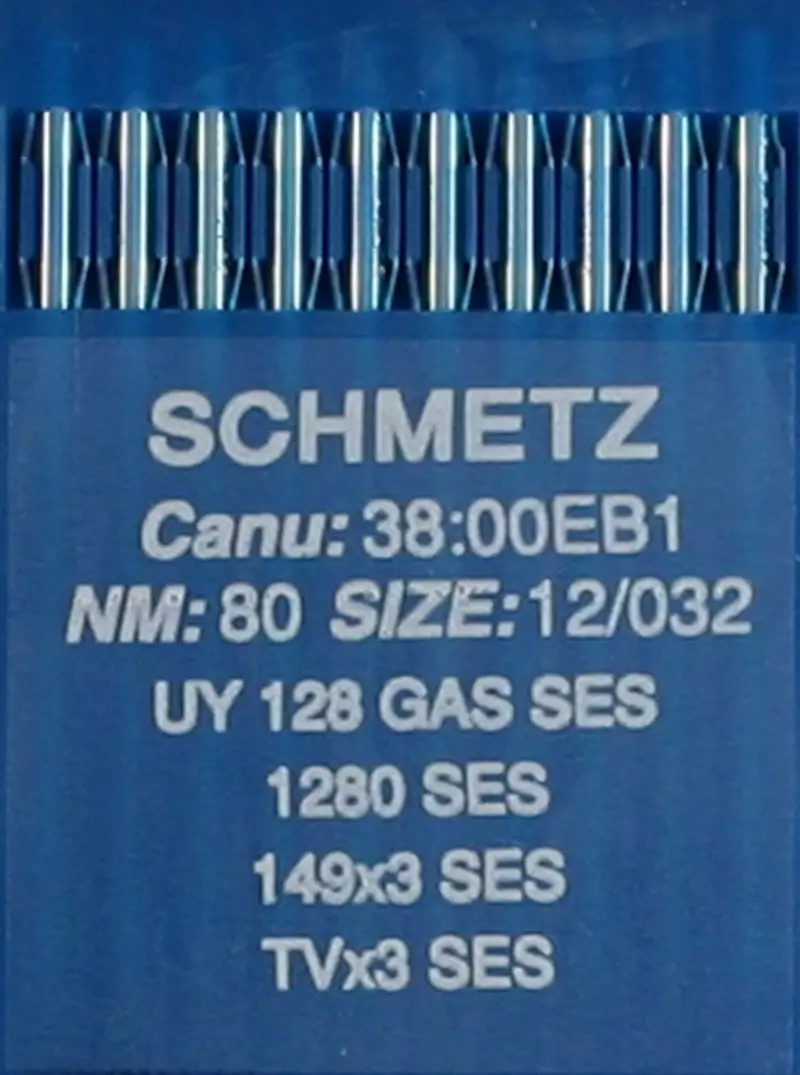 SCHMETZ
Canu: 38:00EB1
NM: 80 SIZE: 12/032
UY 128 GAS SES
1280 SES
149x3 SES
TVx3 SES